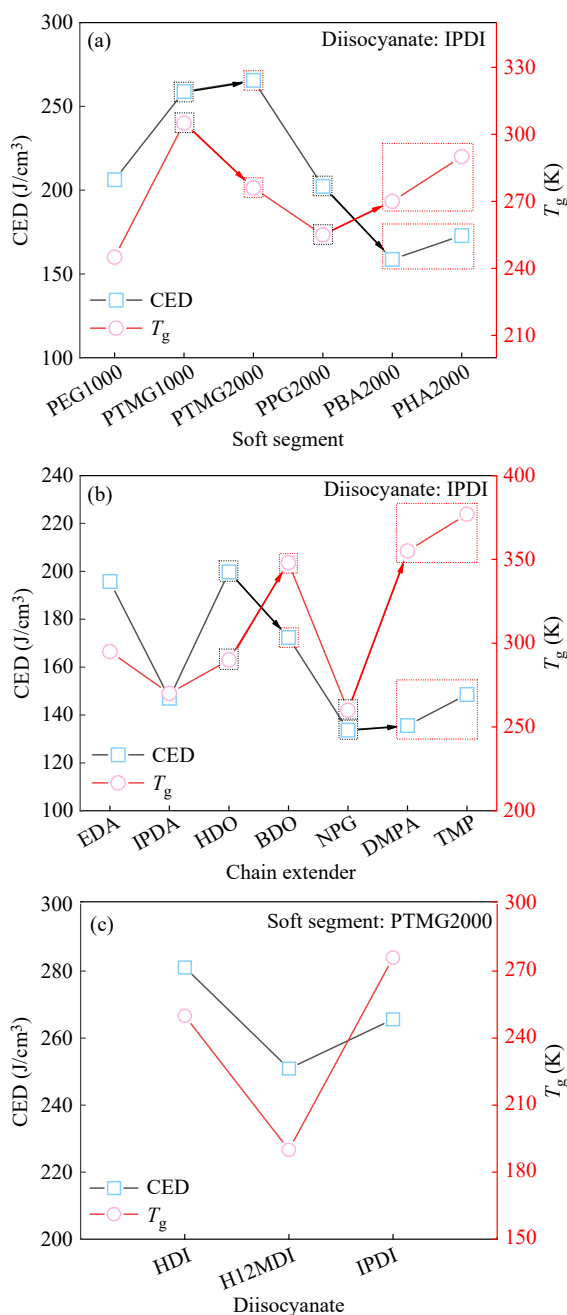 (a)
Diisocyanate: IPDI
300
250
200
150
100
CED (J/cm³)
330
300
270
240
210
Tg (K)
CED
Tg
PEG1000
PTMG1000
PTMG2000
PPG2000
PBA2000
PHA2000
Soft segment
(b)
Diisocyanate: IPDI
240
220
200
180
160
140
120
100
CED (J/cm³)
400
350
300
250
200
Tg (K)
CED
Tg
EDA
IPDA
HDO
BDO
NPG
DMPA
TMP
Chain extender
(c)
Soft segment: PTMG2000
300
280
260
240
220
200
CED (J/cm³)
300
270
240
210
180
150
Tg (K)
CED
Tg
HDI
H12MDI
IPDI
Diisocyanate